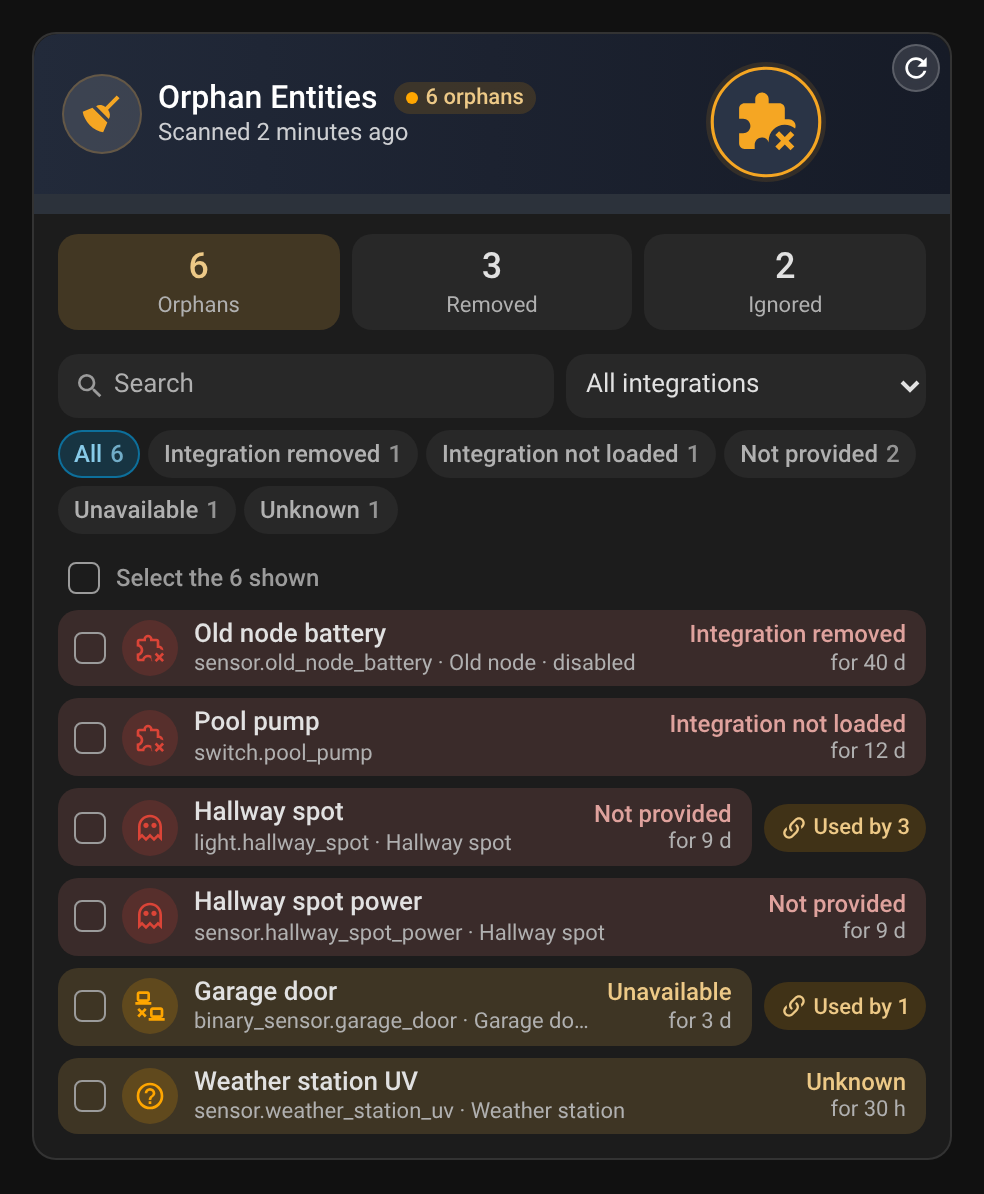 Orphan Entities
6 orphans
Scanned 2 minutes ago
6
Orphans
3
Removed
2
Ignored
Search
All integrations
All 6
Integration removed 1
Integration not loaded 1
Not provided 2
Unavailable 1
Unknown 1
Select the 6 shown
Old node battery
Integration removed
sensor.old_node_battery · Old node · disabled
for 40 d
Pool pump
Integration not loaded
switch.pool_pump
for 12 d
Hallway spot
Not provided
light.hallway_spot · Hallway spot
for 9 d
Used by 3
Hallway spot power
Not provided
sensor.hallway_spot_power · Hallway spot
for 9 d
Garage door
Unavailable
binary_sensor.garage_door · Garage do...
for 3 d
Used by 1
Weather station UV
Unknown
sensor.weather_station_uv · Weather station
for 30 h